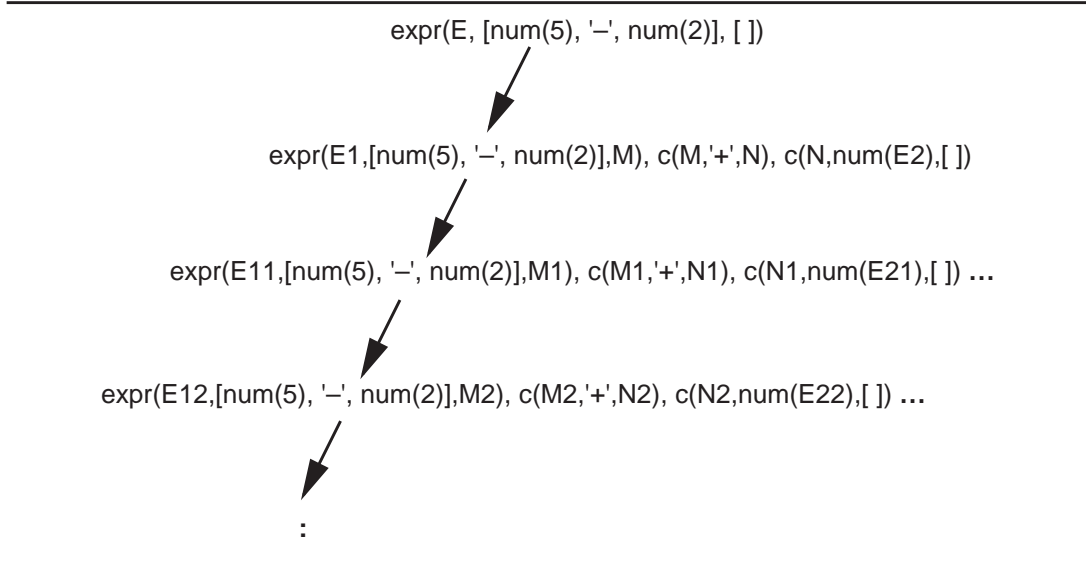 expr(E, [num(5), '–', num(2)], [ ])
expr(E1,[num(5), '–', num(2)],M), c(M,'+',N), c(N,num(E2),[ ])
expr(E11,[num(5), '–', num(2)],M1), c(M1,'+',N1), c(N1,num(E21),[ ]) ...
expr(E12,[num(5), '–', num(2)],M2), c(M2,'+',N2), c(N2,num(E22),[ ]) ...
: